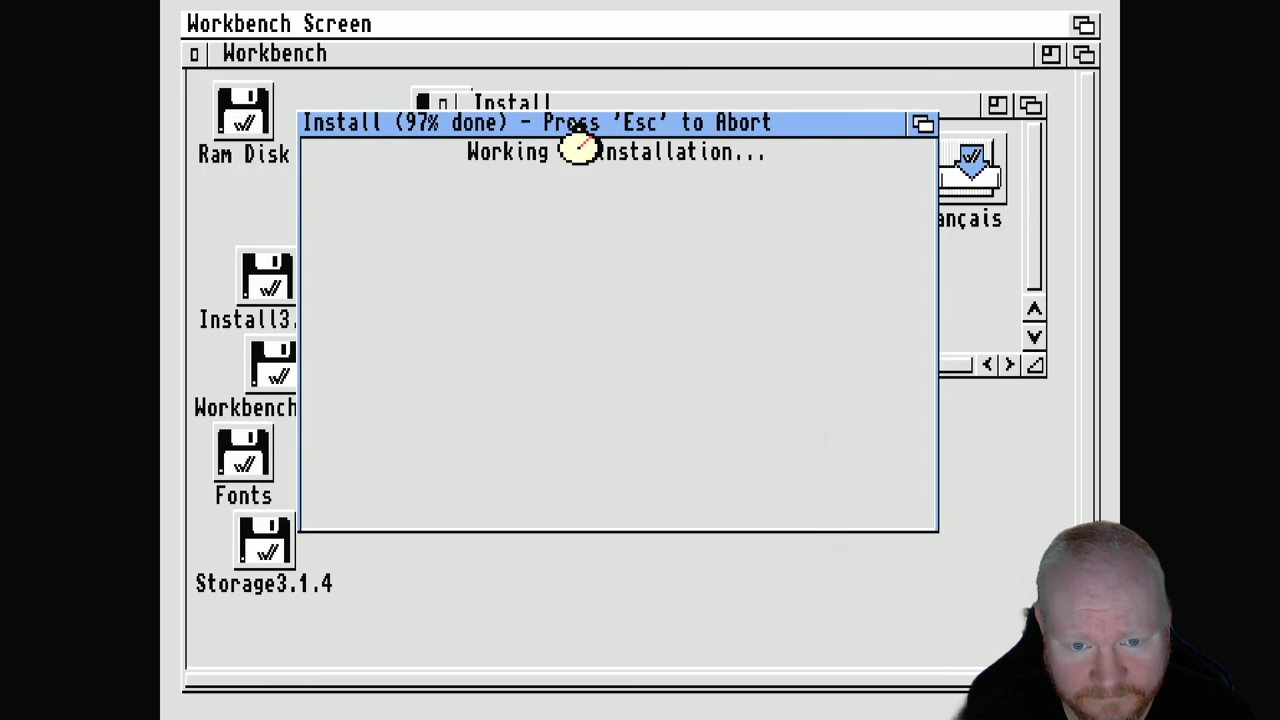 Workbench Screen
Workbench
Install
Ram Disk
Install (97% done) - Press 'Esc' to Abort
Working Installation...
ançais
Install3.
Workbench
Fonts
Storage3.1.4